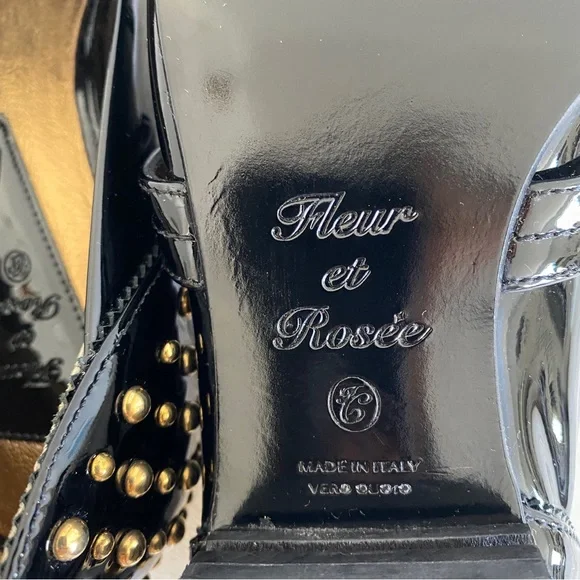 Fleur
et
Rosée
MADE IN ITALY
VERO CUOIO